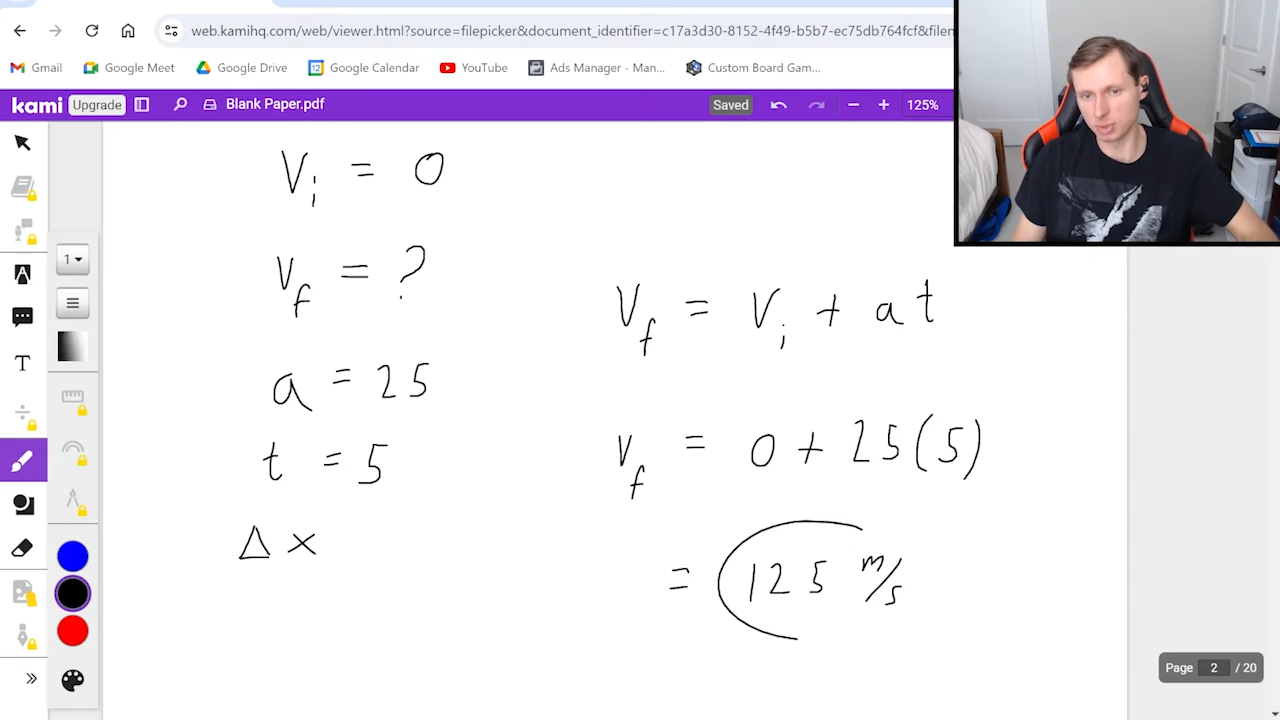 web.kamihq.com/web/viewer.html?source=filepicker&document_identifier=c17a3d30-8152-4f49-b5b7-ec75db764fcf&filen
Gmail Google Meet Google Drive 12 Google Calendar YouTube Ads Manager - Man... Custom Board Gam...
kami Upgrade Blank Paper.pdf Saved 125%
Vi = 0
Vf = ?
a = 25
t = 5
Δx
Vf = Vi + at
Vf = 0 + 25(5)
= 125 m/s
1
A
T
Page 2 / 20